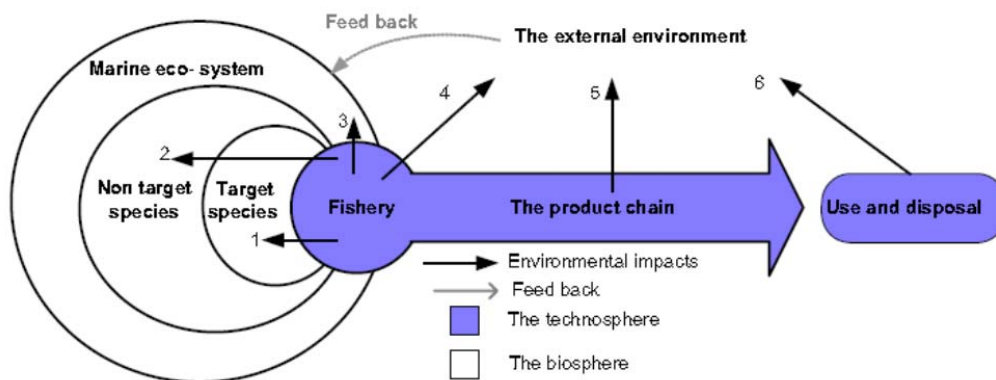 Feed back
The external environment
Marine eco- system
4
5
6
3
2
Non target
species
Target
species
Fishery
The product chain
Use and disposal
1
Environmental impacts
Feed back
The technosphere
The biosphere